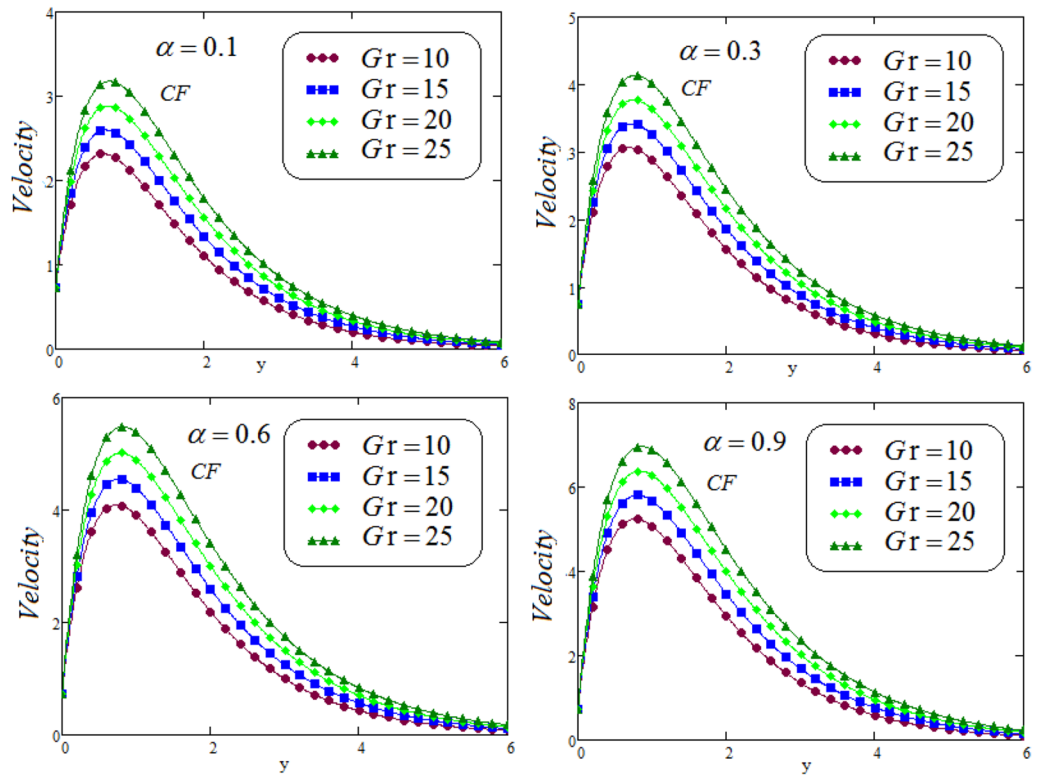 4
3
2
1
0
Velocity
α = 0.1
CF
Gr = 10
Gr = 15
Gr = 20
Gr = 25
0
2
4
6
y
5
4
3
2
1
0
Velocity
α = 0.3
CF
Gr = 10
Gr = 15
Gr = 20
Gr = 25
0
2
4
6
y
6
4
2
0
Velocity
α = 0.6
CF
Gr = 10
Gr = 15
Gr = 20
Gr = 25
0
2
4
6
y
8
6
4
2
0
Velocity
α = 0.9
CF
Gr = 10
Gr = 15
Gr = 20
Gr = 25
0
2
4
6
y